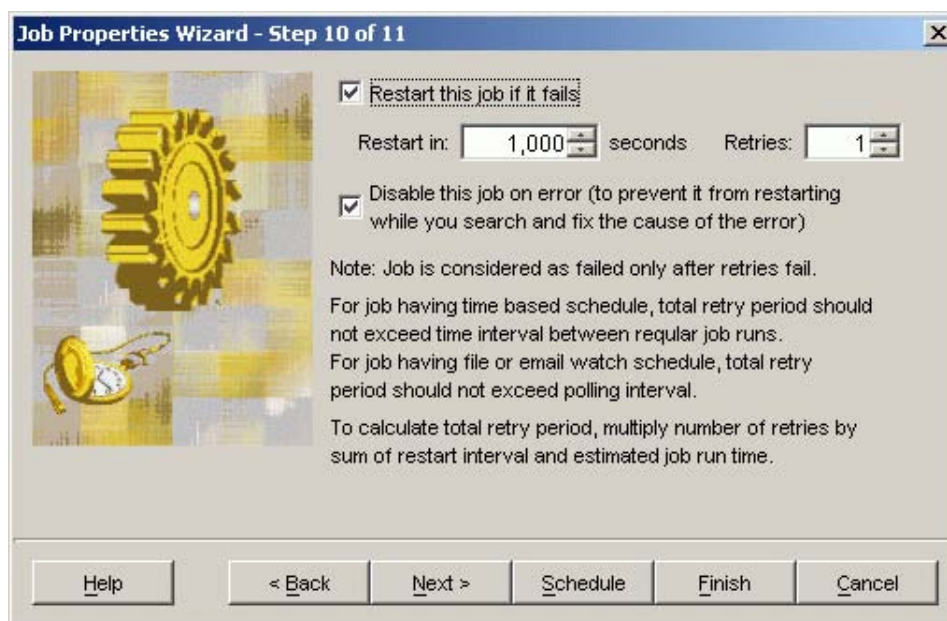 Job Properties Wizard - Step 10 of 11
Restart this job if it fails
Restart in: 1,000 seconds Retries: 1
Disable this job on error (to prevent it from restarting
while you search and fix the cause of the error)
Note: Job is considered as failed only after retries fail.
For job having time based schedule, total retry period should
not exceed time interval between regular job runs.
For job having file or email watch schedule, total retry
period should not exceed polling interval.
To calculate total retry period, multiply number of retries by
sum of restart interval and estimated job run time.
Help < Back Next > Schedule Finish Cancel